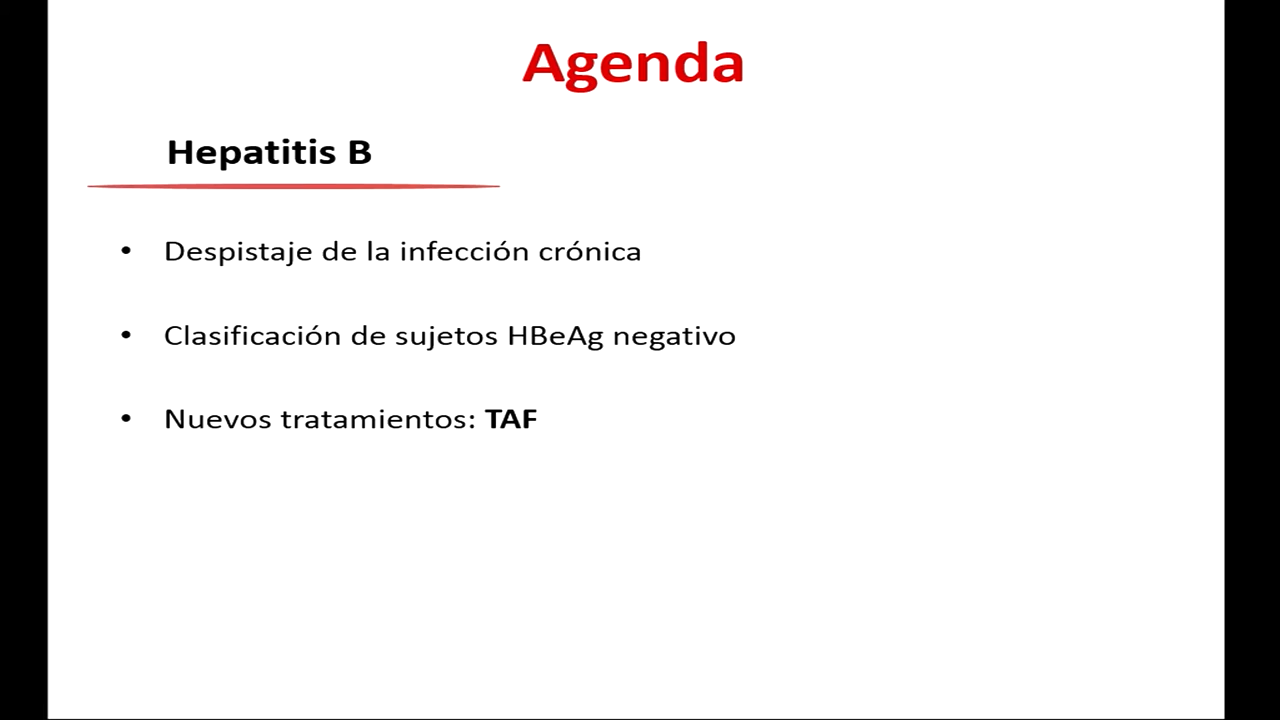 Agenda
Hepatitis B
• Despistaje de la infección crónica
• Clasificación de sujetos HBeAg negativo
• Nuevos tratamientos: TAF